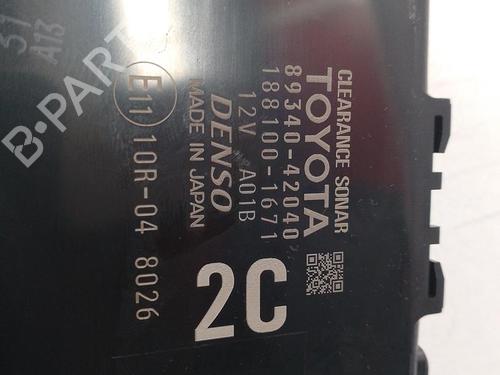 CLEARANCE SONAR
TOYOTA
89340-42040
188100-1671
12V A01B
DENSO
MADE IN JAPAN
2C
E11 10R-04 8026
A13
B-Parts